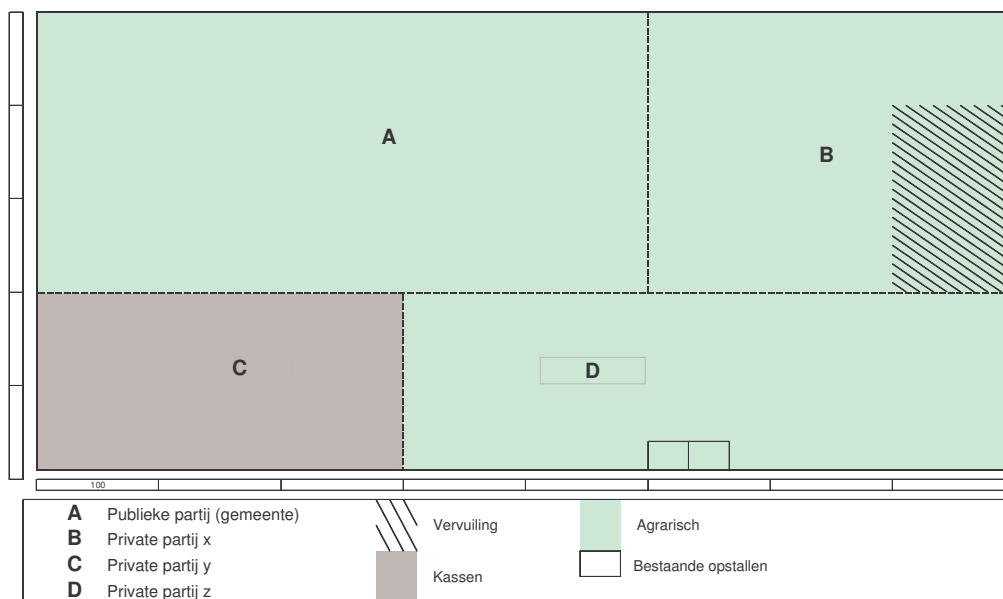 A
B
C
D
100
A Publieke partij (gemeente)
B Private partij x
C Private partij y
D Private partij z
Vervuiling
Kassen
Agrarisch
Bestaande opstallen